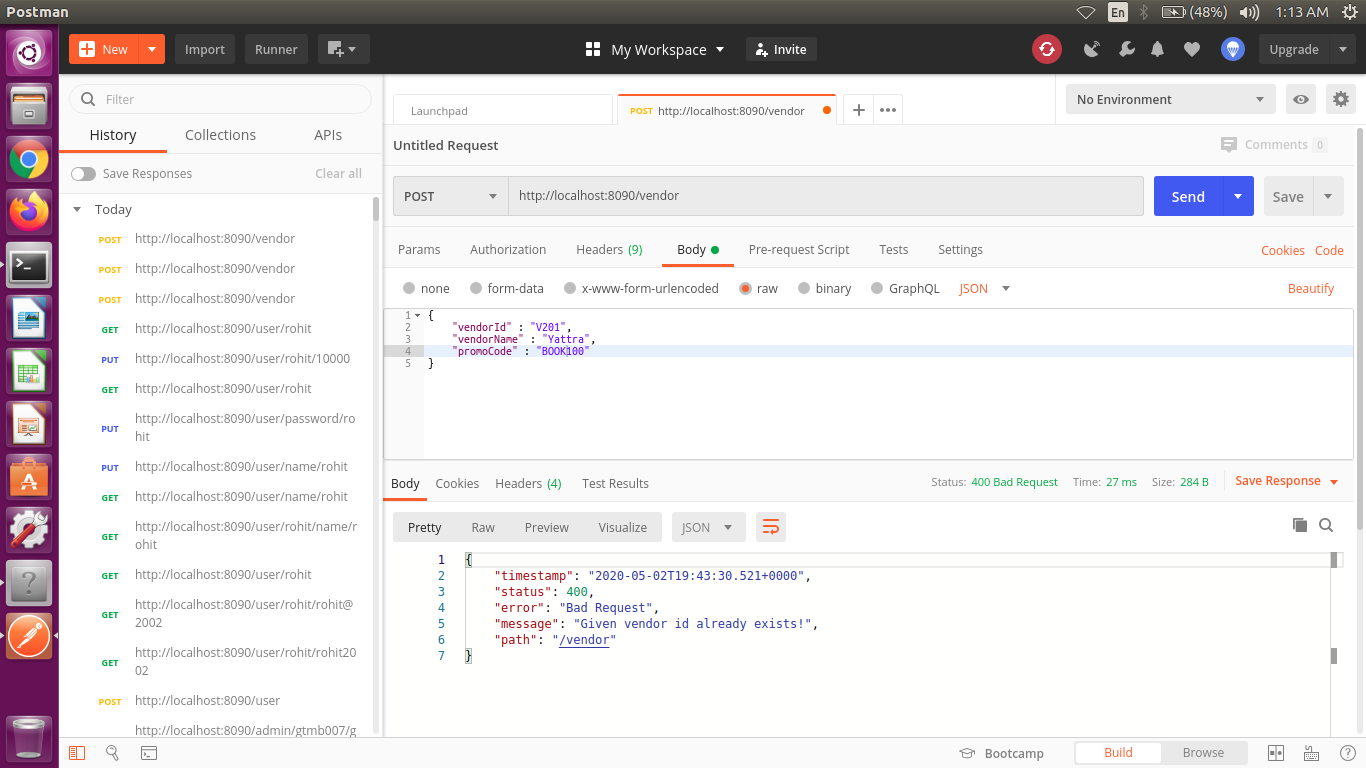 Postman
En
(48%)
1:13 AM
New
Import
Runner
My Workspace
Invite
Upgrade
Filter
History
Collections
APIs
Save Responses
Clear all
Today
POST http://localhost:8090/vendor
POST http://localhost:8090/vendor
POST http://localhost:8090/vendor
GET http://localhost:8090/user/rohit
PUT http://localhost:8090/user/rohit/10000
GET http://localhost:8090/user/rohit
PUT http://localhost:8090/user/password/ro
hit
PUT http://localhost:8090/user/name/rohit
GET http://localhost:8090/user/name/rohit
GET http://localhost:8090/user/rohit/name/r
ohit
GET http://localhost:8090/user/rohit
GET http://localhost:8090/user/rohit/rohit@
2002
GET http://localhost:8090/user/rohit/rohit20
02
POST http://localhost:8090/user
http://localhost:8090/admin/gtmb007/g
Launchpad
POST http://localhost:8090/vendor
No Environment
Untitled Request
Comments 0
POST
http://localhost:8090/vendor
Send
Save
Params
Authorization
Headers (9)
Body
Pre-request Script
Tests
Settings
Cookies
Code
none
form-data
x-www-form-urlencoded
raw
binary
GraphQL
JSON
Beautify
1 {
2 "vendorId" : "V201",
3 "vendorName" : "Yattra",
4 "promoCode" : "BOOK100"
5 }
Body
Cookies
Headers (4)
Test Results
Status: 400 Bad Request
Time: 27 ms
Size: 284 B
Save Response
Pretty
Raw
Preview
Visualize
JSON
1 {
2 "timestamp": "2020-05-02T19:43:30.521+0000",
3 "status": 400,
4 "error": "Bad Request",
5 "message": "Given vendor id already exists!",
6 "path": "/vendor"
7 }
Bootcamp
Build
Browse